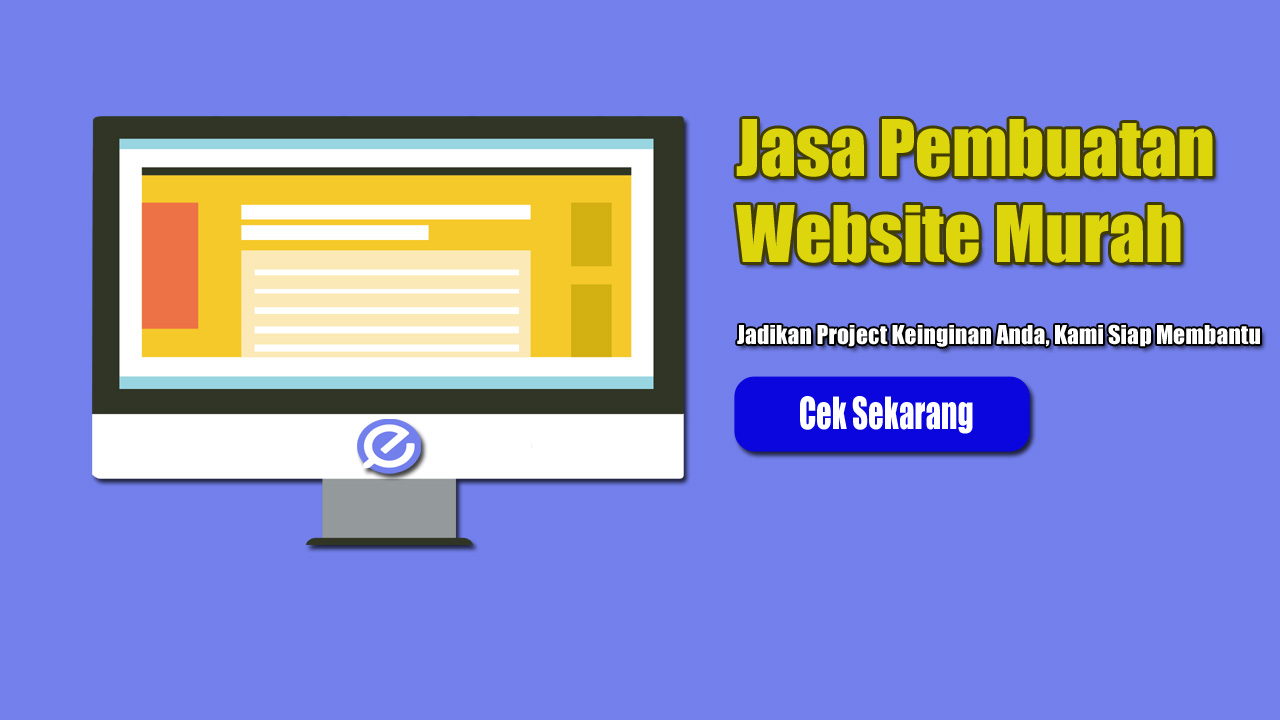 Jasa Pembuatan
Website Murah
Jadikan Project Keinginan Anda, Kami Siap Membantu
Cek Sekarang